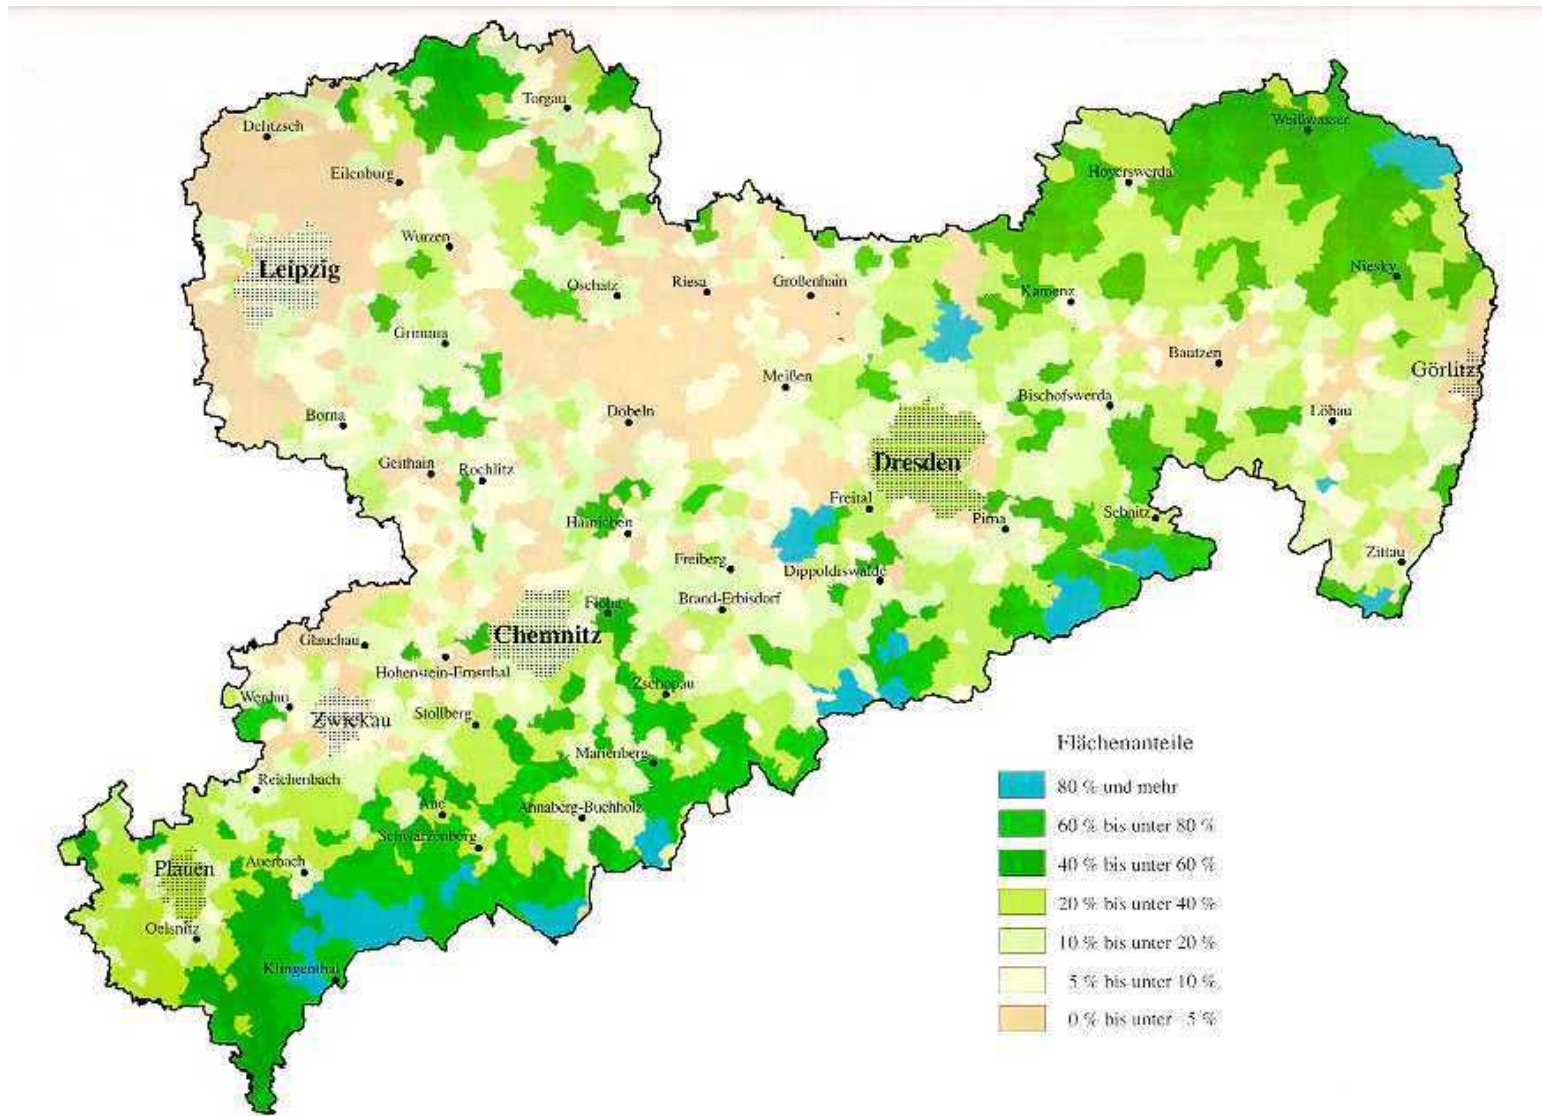 Torgau
Delitzsch
Weißwasser
Eilenburg
Hoyerswerda
Wurzen
Leipzig
Niesky
Oschatz
Riesa
Großenhain
Kamenz
Grimma
Bautzen
Görlitz
Meißen
Bischofswerda
Borna
Döbeln
Löbau
Geithain
Rochlitz
Dresden
Freital
Hainichen
Pirna
Sebnitz
Freiberg
Zittau
Dippoldiswalde
Flöha
Brand-Erbisdorf
Chemnitz
Glauchau
Hohenstein-Ernstthal
Zschopau
Werdau
Zwickau
Stollberg
Marienberg
Reichenbach
Aue
Annaberg-Buchholz
Schwarzenberg
Plauen
Auerbach
Oelsnitz
Klingenthal
Flächenanteile
80 % und mehr
60 % bis unter 80 %
40 % bis unter 60 %
20 % bis unter 40 %
10 % bis unter 20 %
5 % bis unter 10 %
0 % bis unter 5 %